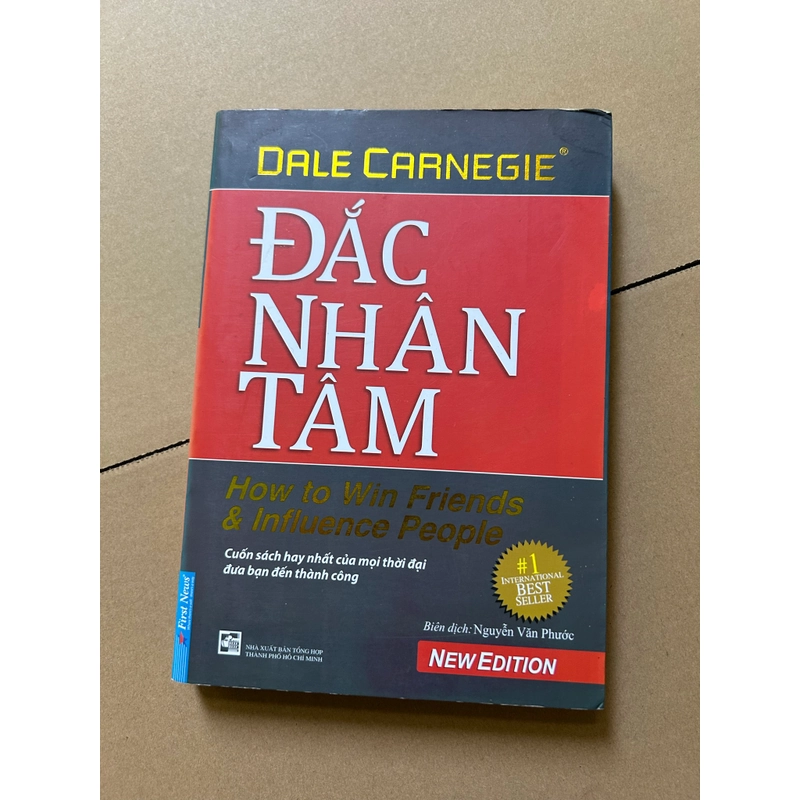 DALE CARNEGIE®
ĐẮC
NHÂN
TÂM
How to Win Friends
& Influence People
Cuốn sách hay nhất của mọi thời đại
đưa bạn đến thành công
#1
INTERNATIONAL
BEST
SELLER
Biên dịch: Nguyễn Văn Phước
NEW EDITION
First News
NHÀ XUẤT BẢN TỔNG HỢP
THÀNH PHỐ HỒ CHÍ MINH